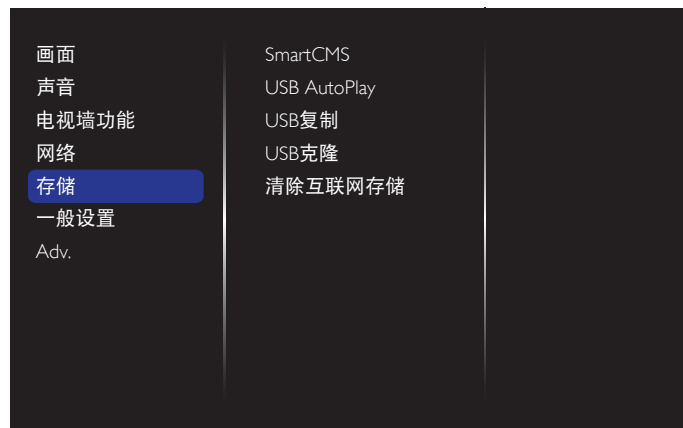 画面
声音
电视墙功能
网络
存储
一般设置
Adv.
SmartCMS
USB AutoPlay
USB复制
USB克隆
清除互联网存储